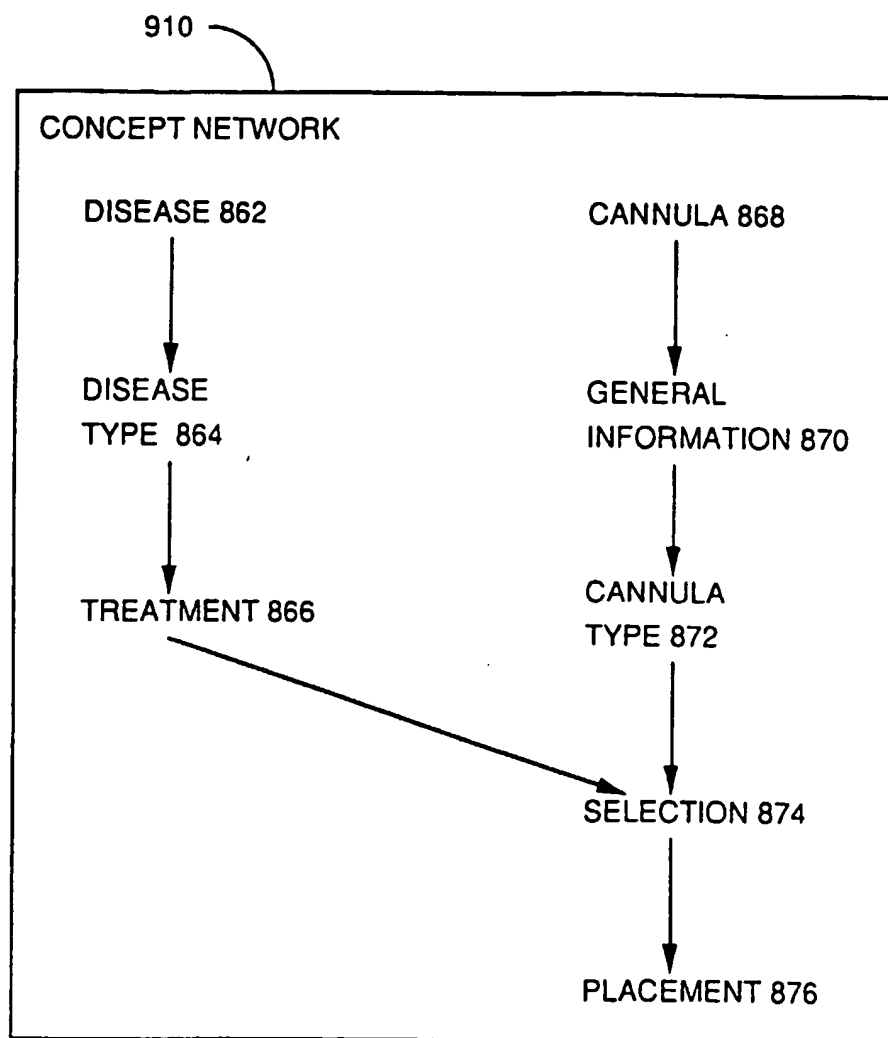 910
CONCEPT NETWORK
DISEASE 862
CANNULA 868
DISEASE
TYPE 864
GENERAL
INFORMATION 870
TREATMENT 866
CANNULA
TYPE 872
SELECTION 874
PLACEMENT 876